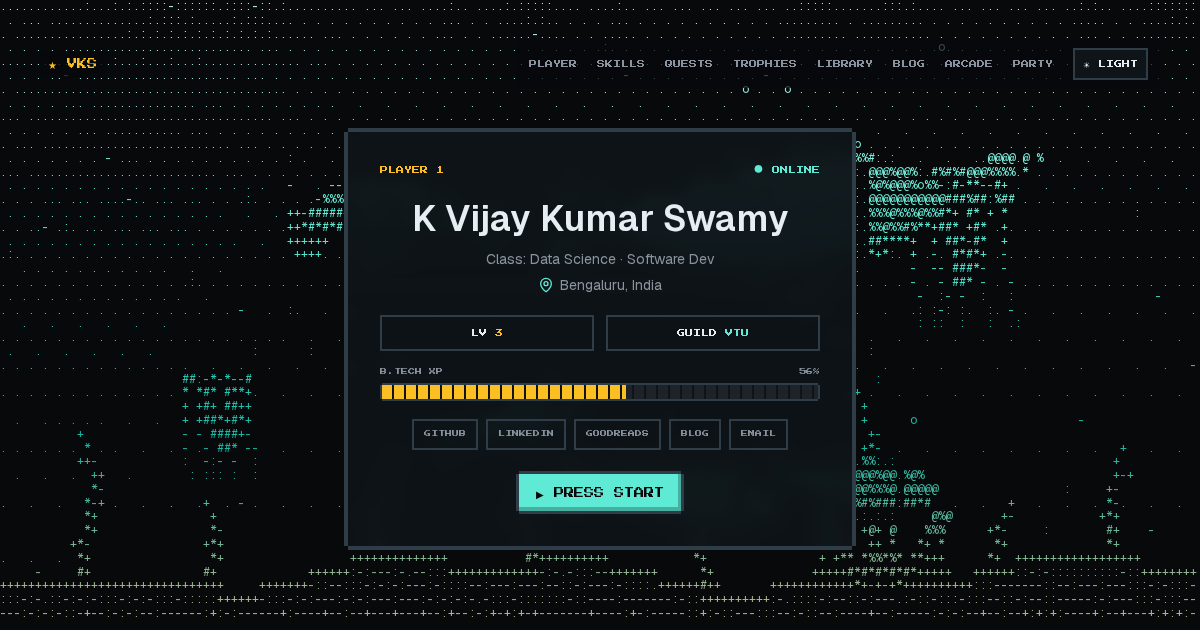 ★ VKS
PLAYER SKILLS QUESTS TROPHIES LIBRARY BLOG ARCADE PARTY ☀ LIGHT
PLAYER 1 ● ONLINE
K Vijay Kumar Swamy
Class: Data Science · Software Dev
Bengaluru, India
LV 3 GUILD VTU
B.TECH XP 56%
GITHUB LINKEDIN GOODREADS BLOG EMAIL
▶ PRESS START